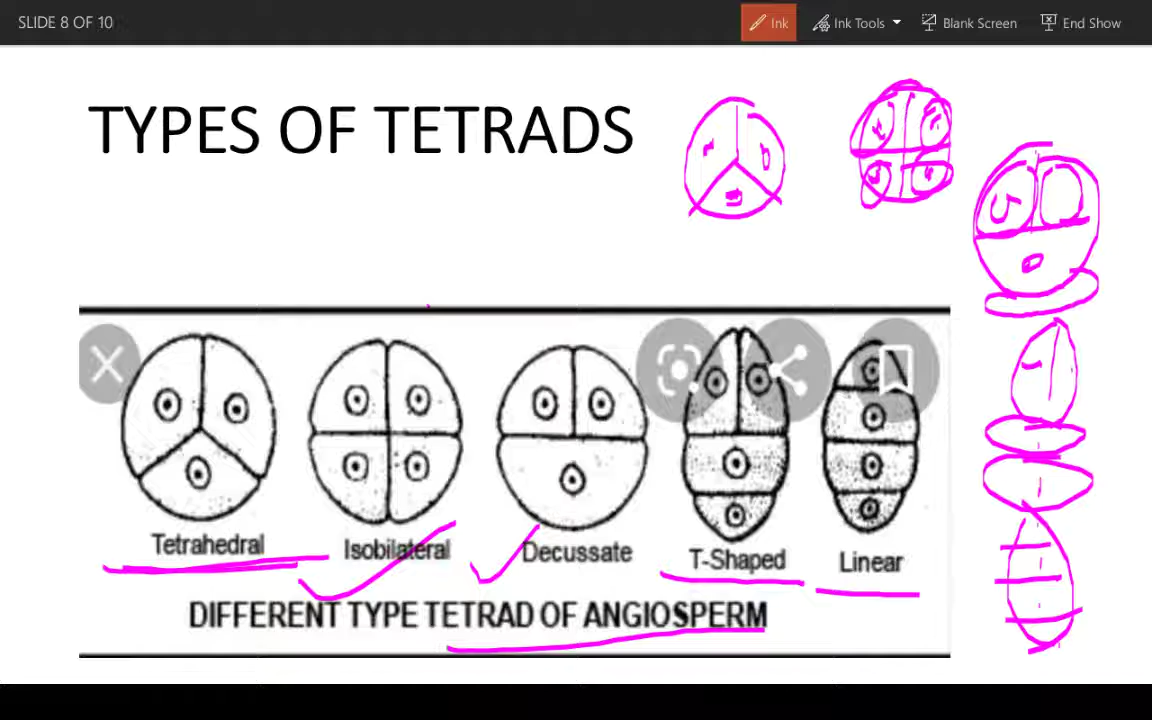 SLIDE 8 OF 10
Ink Ink Tools Blank Screen End Show
TYPES OF TETRADS
Tetrahedral Isobilateral Decussate T-Shaped Linear
DIFFERENT TYPE TETRAD OF ANGIOSPERM